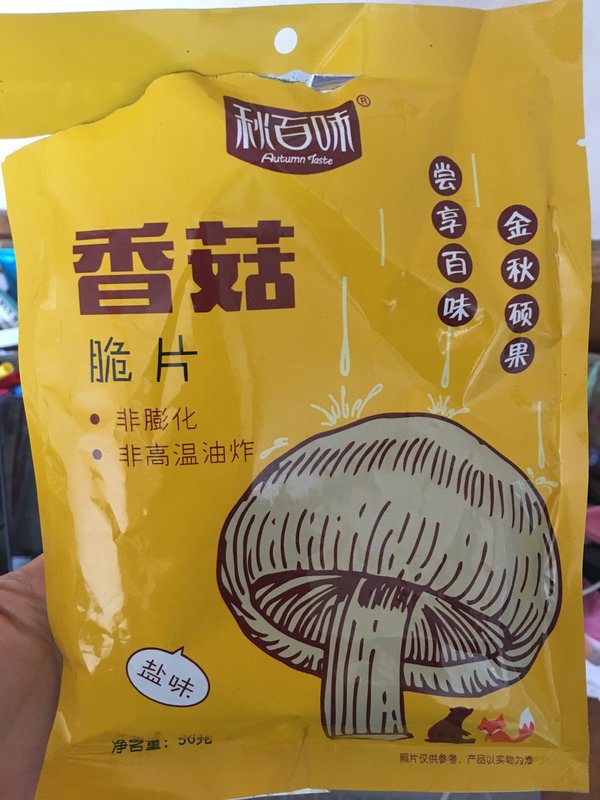 秋百味®
Autumn Taste
金秋硕果
尝享百味
香菇
脆片
• 非膨化
• 非高温油炸
盐味
净含量：56克
照片仅供参考，产品以实物为准